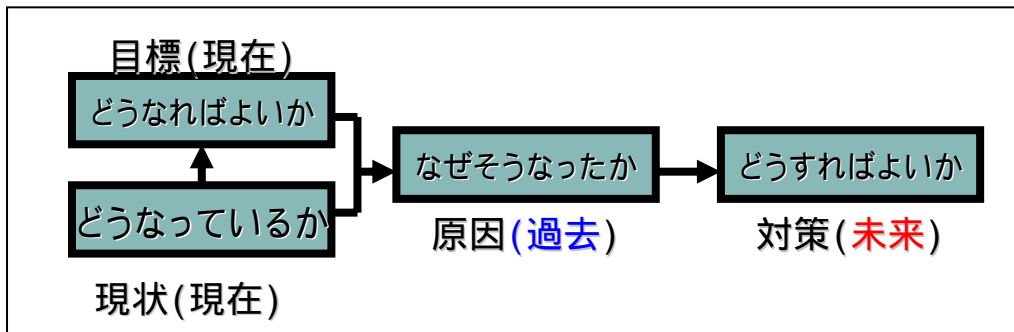 目標(現在)
どうなればよいか
どうなっているか
現状(現在)
なぜそうなったか
原因(過去)
どうすればよいか
対策(未来)